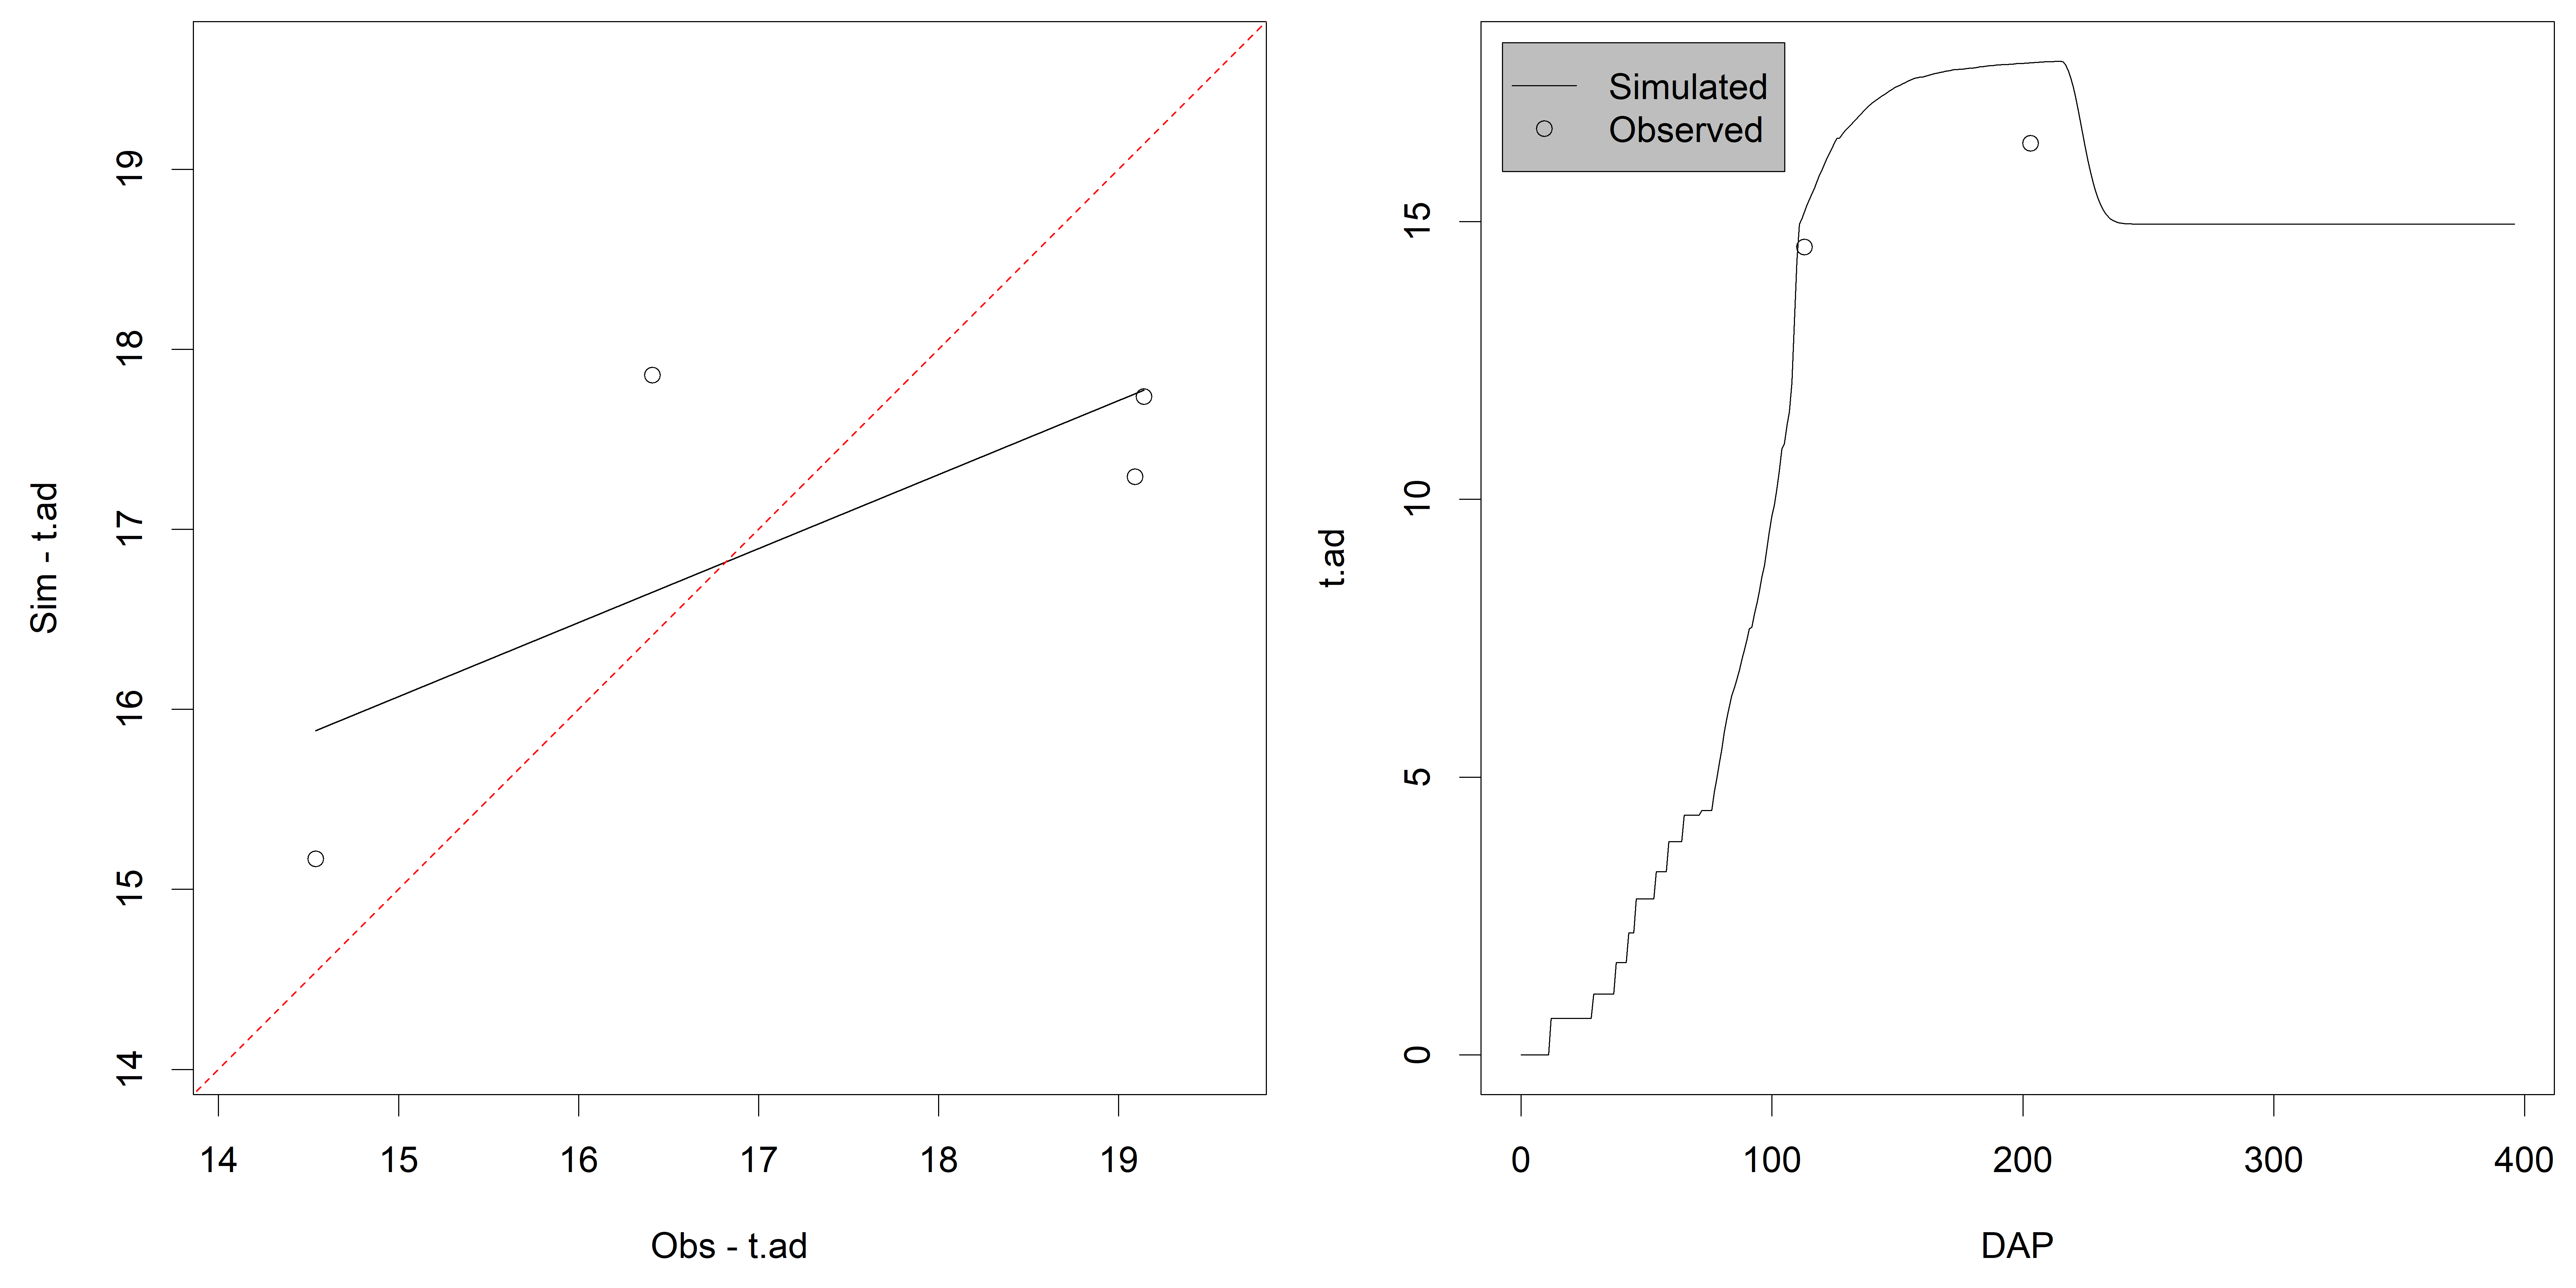 Sim - t.ad
19
18
17
16
15
14
14 15 16 17 18 19
Obs - t.ad
Simulated
Observed
t.ad
15
10
5
0
0 100 200 300 400
DAP